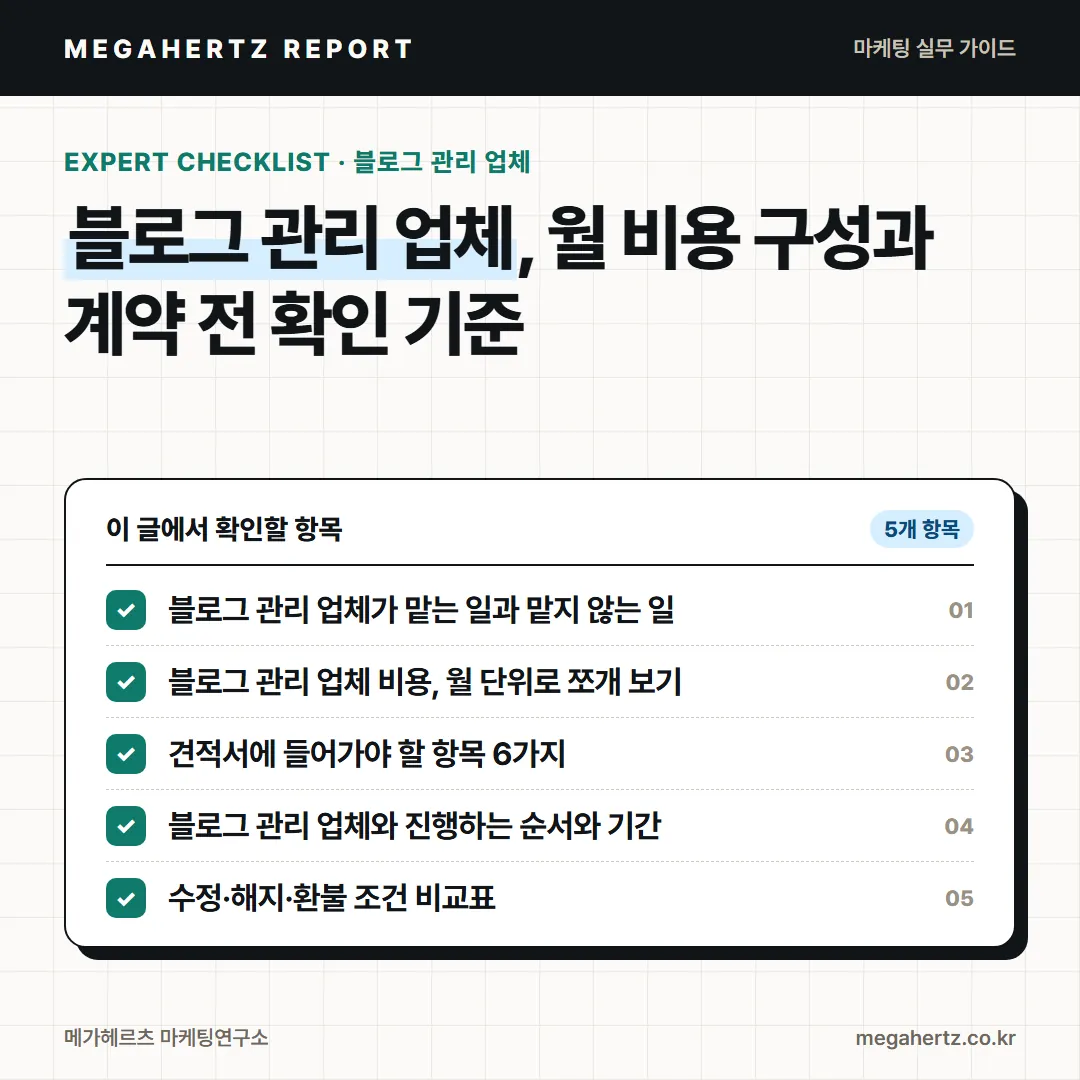 MEGAHERTZ REPORT
마케팅 실무 가이드
EXPERT CHECKLIST · 블로그 관리 업체
블로그 관리 업체, 월 비용 구성과
계약 전 확인 기준
이 글에서 확인할 항목
5개 항목
블로그 관리 업체가 맡는 일과 맡지 않는 일
01
블로그 관리 업체 비용, 월 단위로 쪼개 보기
02
견적서에 들어가야 할 항목 6가지
03
블로그 관리 업체와 진행하는 순서와 기간
04
수정·해지·환불 조건 비교표
05
메가헤르츠 마케팅연구소
megahertz.co.kr